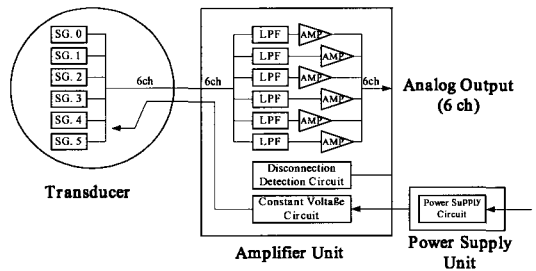 SG. 0
SG. 1
SG. 2
SG. 3
SG. 4
SG. 5
6ch
Transducer
6ch
LPF
AMP
LPF
AMP
LPF
AMP
LPF
AMP
LPF
AMP
LPF
AMP
6ch
Disconnection
Detection Circuit
Constant Voltage
Circuit
Amplifier Unit
Analog Output
(6 ch)
Power SuPPLY
Circuit
Power Supply
Unit